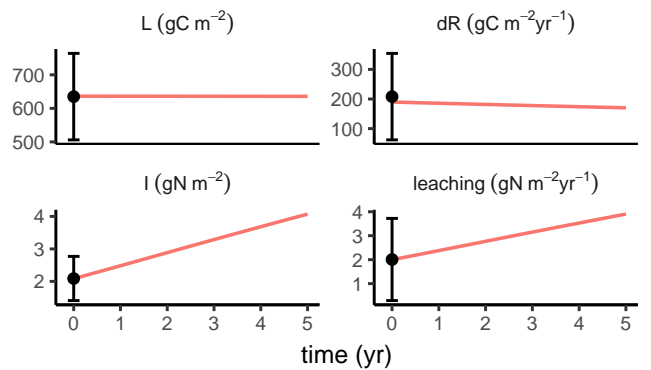 L (gC m⁻²)
dR (gC m⁻²yr⁻¹)
700
600
500
300
200
100
I (gN m⁻²)
leaching (gN m⁻²yr⁻¹)
4
3
2
4
3
2
1
0 1 2 3 4 5
0 1 2 3 4 5
time (yr)